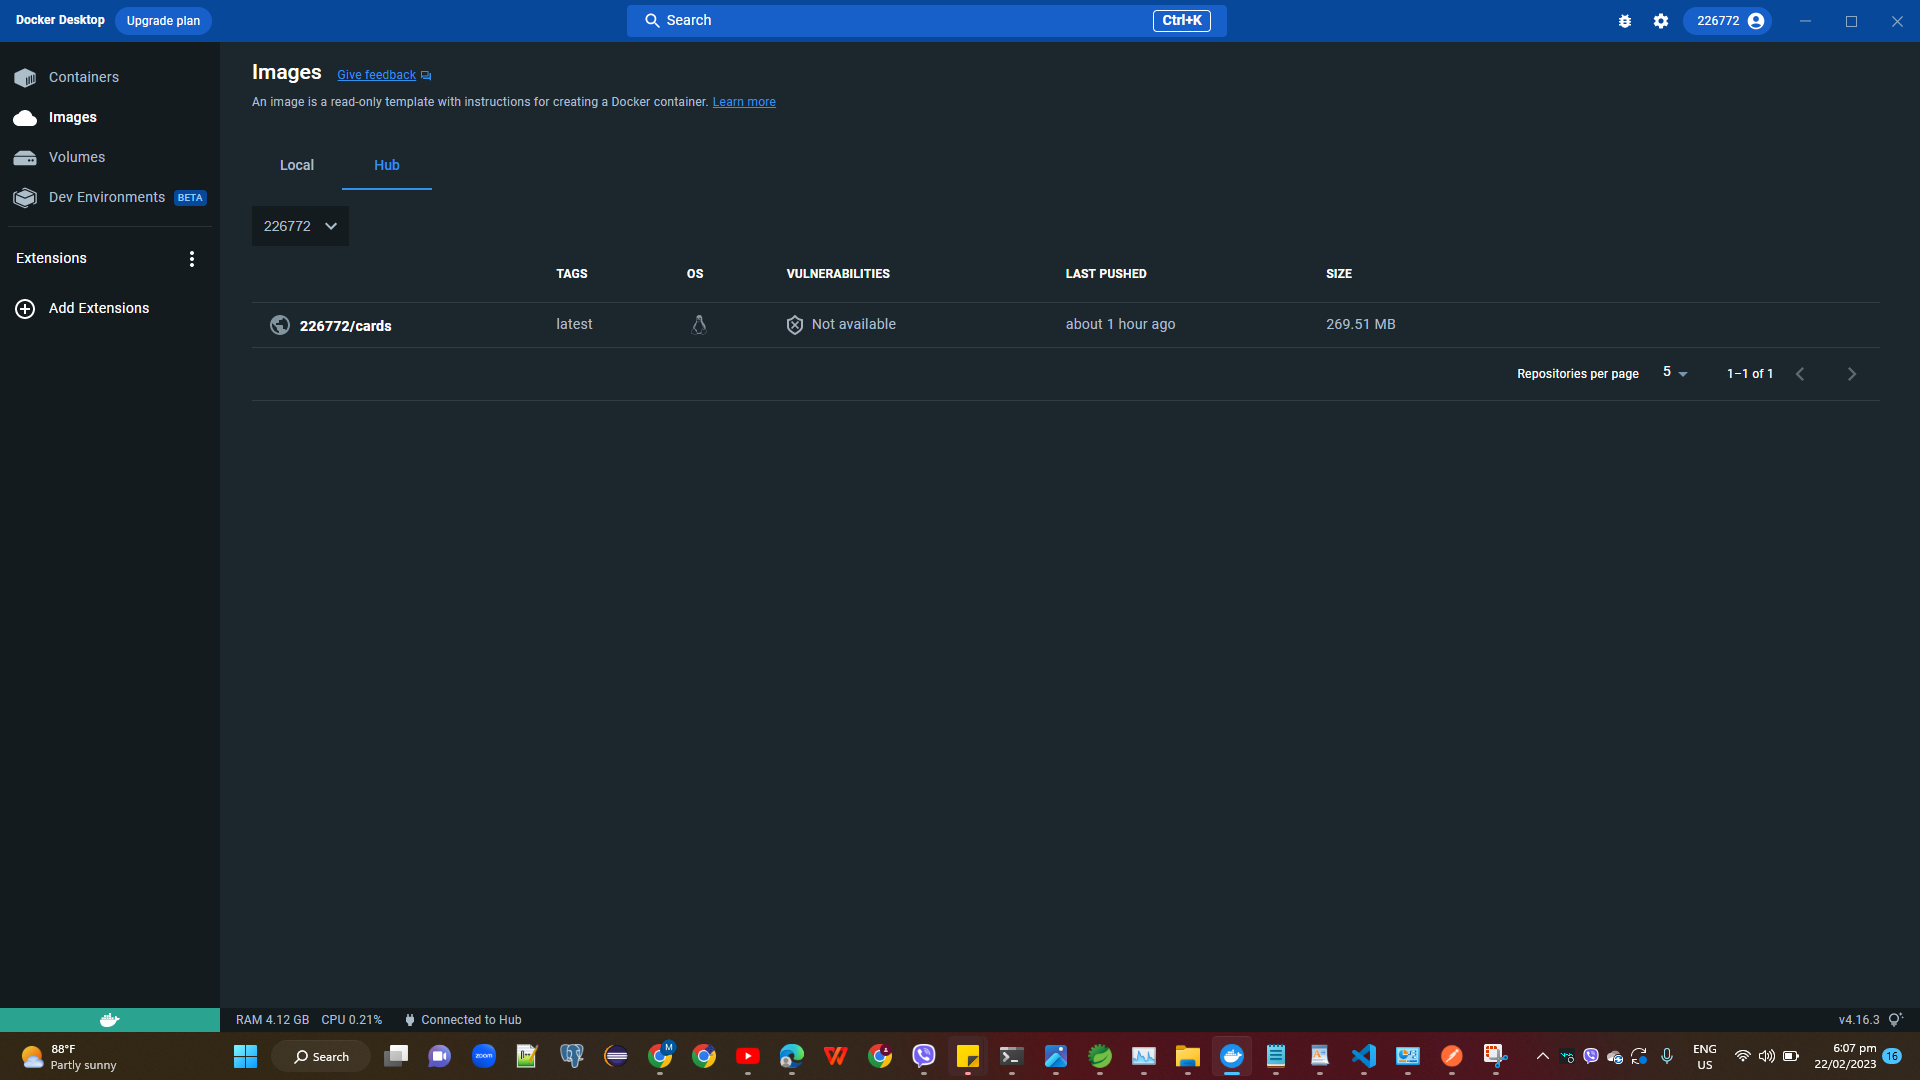 Docker Desktop
Upgrade plan
Search
Ctrl+K
226772
Containers
Images
Volumes
Dev Environments BETA
Extensions
Add Extensions
Images
Give feedback
An image is a read-only template with instructions for creating a Docker container. Learn more
Local
Hub
226772
TAGS OS VULNERABILITIES LAST PUSHED SIZE
226772/cards latest Not available about 1 hour ago 269.51 MB
Repositories per page 5 1–1 of 1
RAM 4.12 GB CPU 0.21% Connected to Hub
v4.16.3
88°F
Partly sunny
Search
zoom
M
ENG
US
6:07 pm
22/02/2023
16